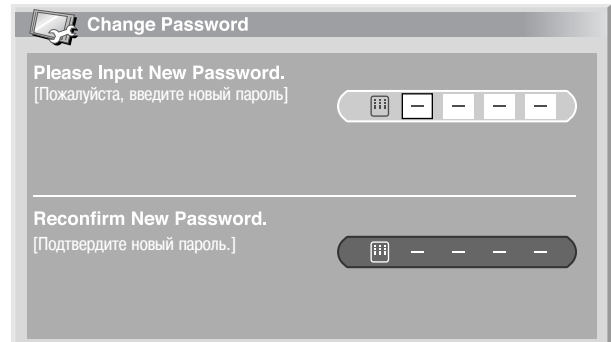 Change Password
Please Input New Password.
[Пожалуйста, введите новый пароль]
– – – –
Reconfirm New Password.
[Подтвердите новый пароль.]
– – – –